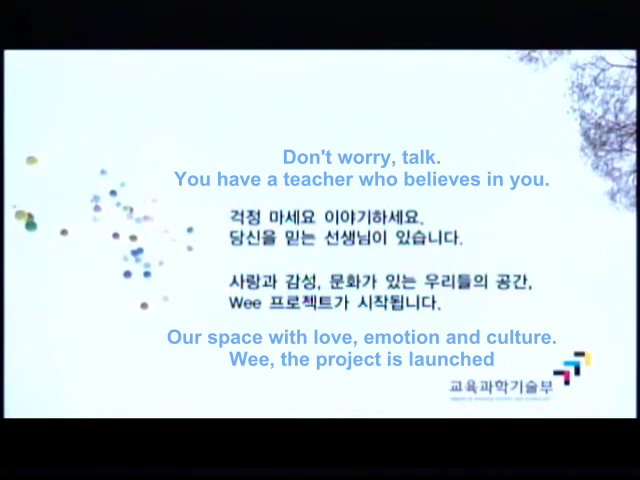 Don't worry, talk.
You have a teacher who believes in you.
걱정 마세요 이야기하세요.
당신을 믿는 선생님이 있습니다.
사랑과 감성, 문화가 있는 우리들의 공간,
Wee 프로젝트가 시작됩니다.
Our space with love, emotion and culture.
Wee, the project is launched
교육과학기술부